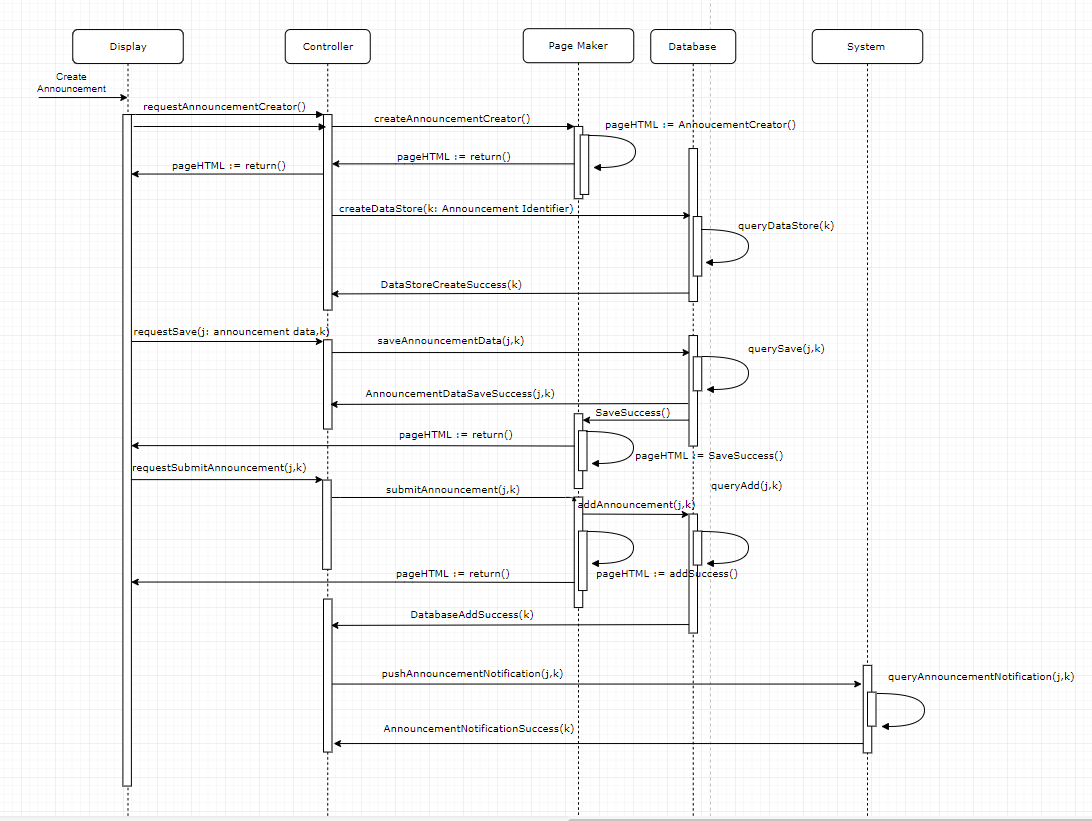 Display
Controller
Page Maker
Database
System
Create
Announcement
requestAnnouncementCreator()
createAnnouncementCreator()
pageHTML := AnnoucementCreator()
pageHTML := return()
pageHTML := return()
createDataStore(k: Announcement Identifier)
queryDataStore(k)
DataStoreCreateSuccess(k)
requestSave(j: announcement data,k)
saveAnnouncementData(j,k)
querySave(j,k)
AnnouncementDataSaveSuccess(j,k)
SaveSuccess()
pageHTML := return()
pageHTML := SaveSuccess()
requestSubmitAnnouncement(j,k)
submitAnnouncement(j,k)
queryAdd(j,k)
addAnnouncement(j,k)
pageHTML := return()
pageHTML := addSuccess()
DatabaseAddSuccess(k)
pushAnnouncementNotification(j,k)
queryAnnouncementNotification(j,k)
AnnouncementNotificationSuccess(k)